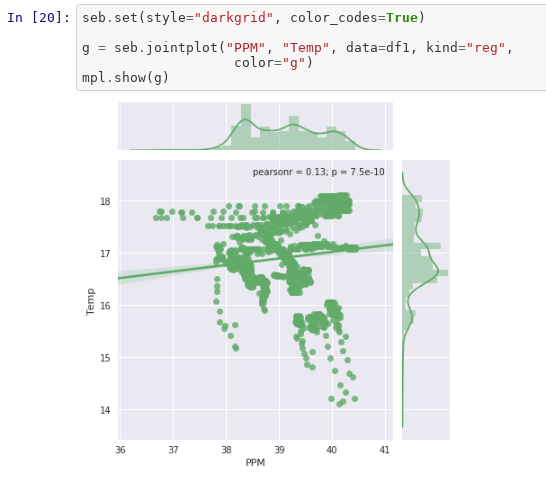 In [20]: seb.set(style="darkgrid", color_codes=True)
g = seb.jointplot("PPM", "Temp", data=df1, kind="reg",
color="g")
mpl.show(g)
pearsonr = 0.13; p = 7.5e-10
18
17
16
15
14
Temp
36 37 38 39 40 41
PPM